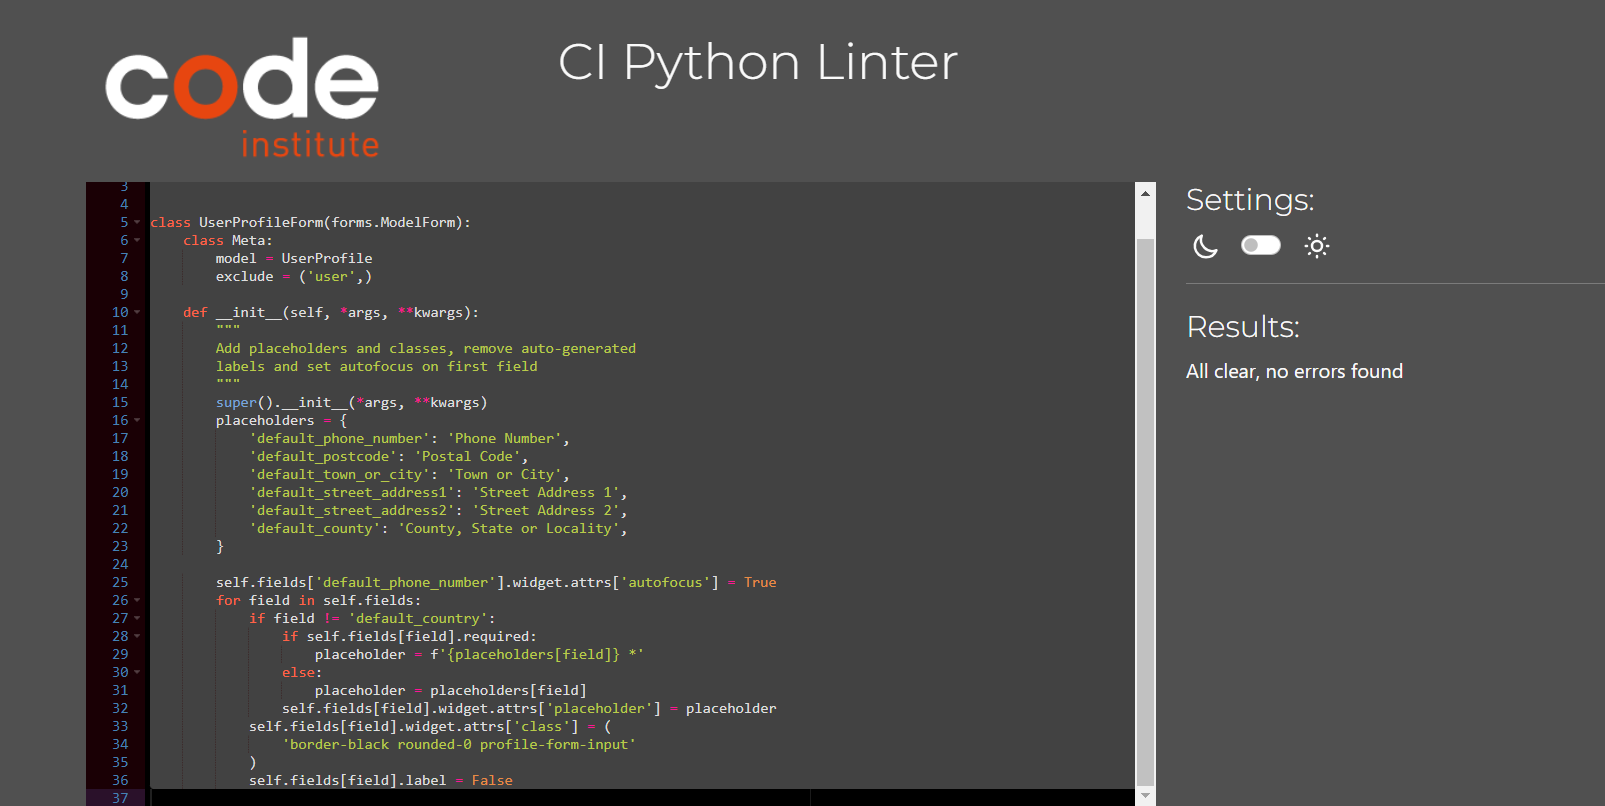 code
institute
CI Python Linter
3
4
5 class UserProfileForm(forms.ModelForm):
6     class Meta:
7         model = UserProfile
8         exclude = ('user',)
9
10     def __init__(self, *args, **kwargs):
11         """
12         Add placeholders and classes, remove auto-generated
13         labels and set autofocus on first field
14         """
15         super().__init__(*args, **kwargs)
16         placeholders = {
17             'default_phone_number': 'Phone Number',
18             'default_postcode': 'Postal Code',
19             'default_town_or_city': 'Town or City',
20             'default_street_address1': 'Street Address 1',
21             'default_street_address2': 'Street Address 2',
22             'default_county': 'County, State or Locality',
23         }
24
25         self.fields['default_phone_number'].widget.attrs['autofocus'] = True
26         for field in self.fields:
27             if field != 'default_country':
28                 if self.fields[field].required:
29                     placeholder = f'{placeholders[field]} *'
30                 else:
31                     placeholder = placeholders[field]
32                 self.fields[field].widget.attrs['placeholder'] = placeholder
33             self.fields[field].widget.attrs['class'] = (
34                 'border-black rounded-0 profile-form-input'
35             )
36             self.fields[field].label = False
37
Settings:
Results:
All clear, no errors found